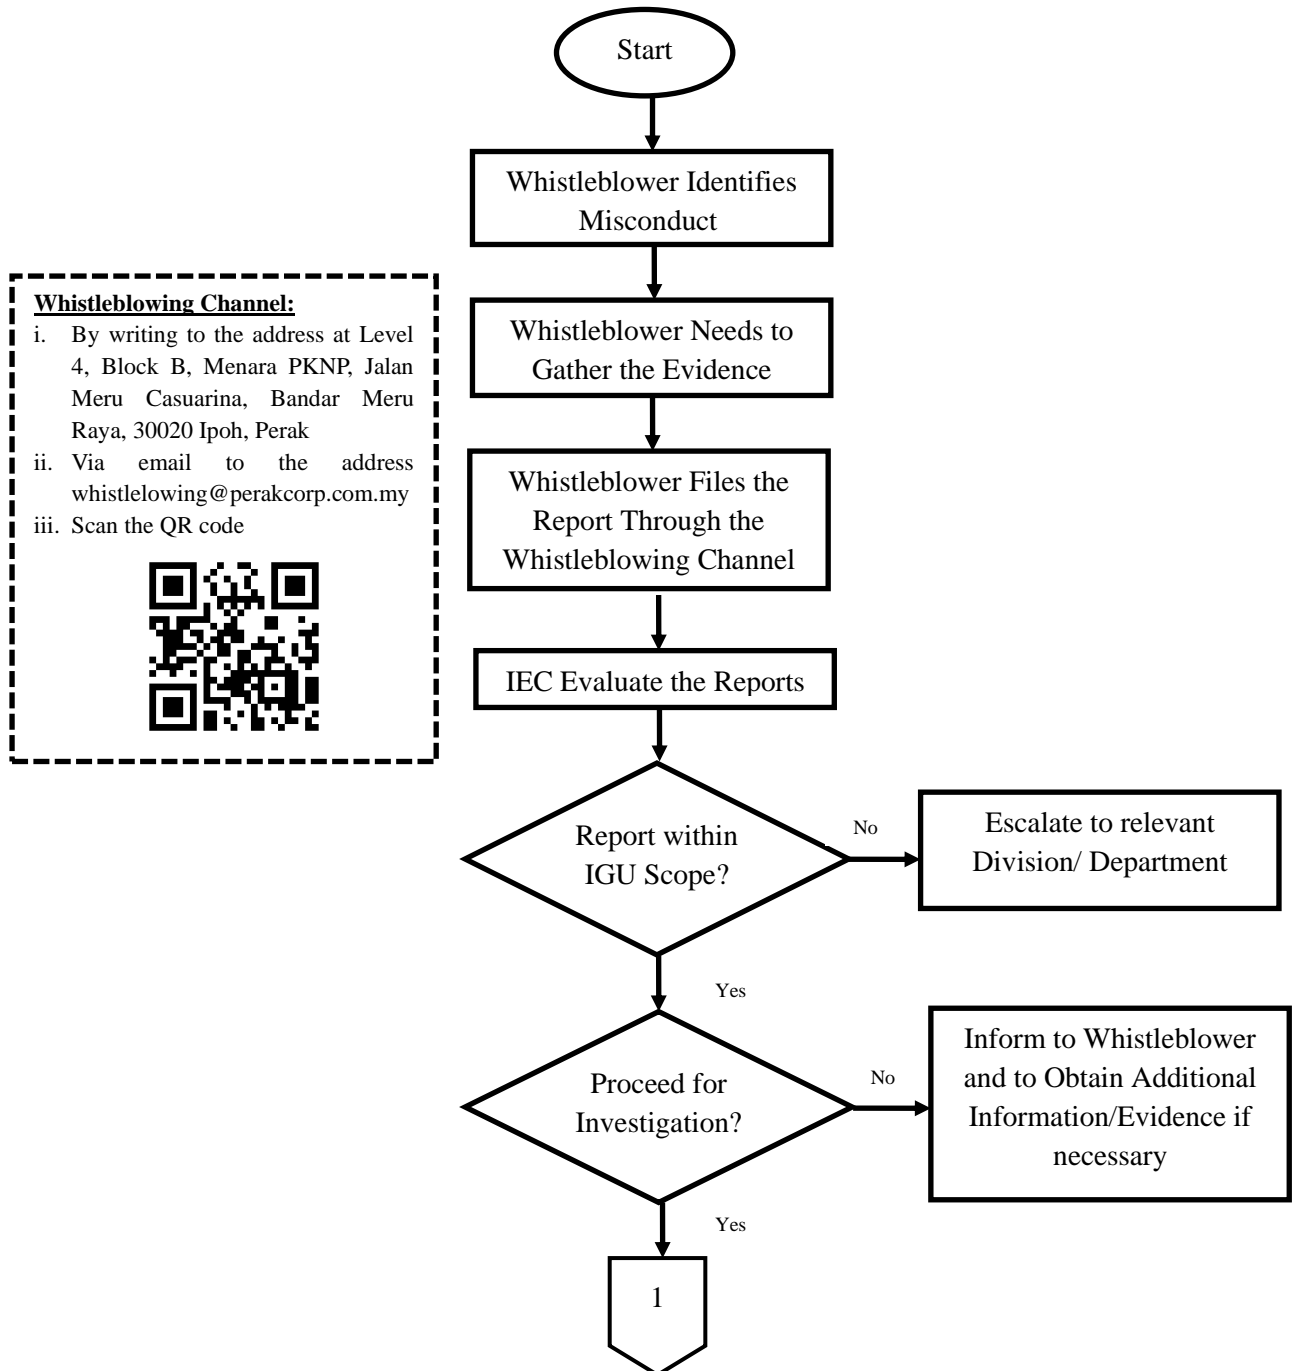 Start
Whistleblower Identifies
Misconduct
Whistleblowing Channel:
i. By writing to the address at Level
4, Block B, Menara PKNP, Jalan
Meru Casuarina, Bandar Meru
Raya, 30020 Ipoh, Perak
ii. Via email to the address
whistlelowing@perakcorp.com.my
iii. Scan the QR code
Whistleblower Needs to
Gather the Evidence
Whistleblower Files the
Report Through the
Whistleblowing Channel
IEC Evaluate the Reports
Report within
IGU Scope?
No
Escalate to relevant
Division/ Department
Yes
Proceed for
Investigation?
No
Inform to Whistleblower
and to Obtain Additional
Information/Evidence if
necessary
Yes
1